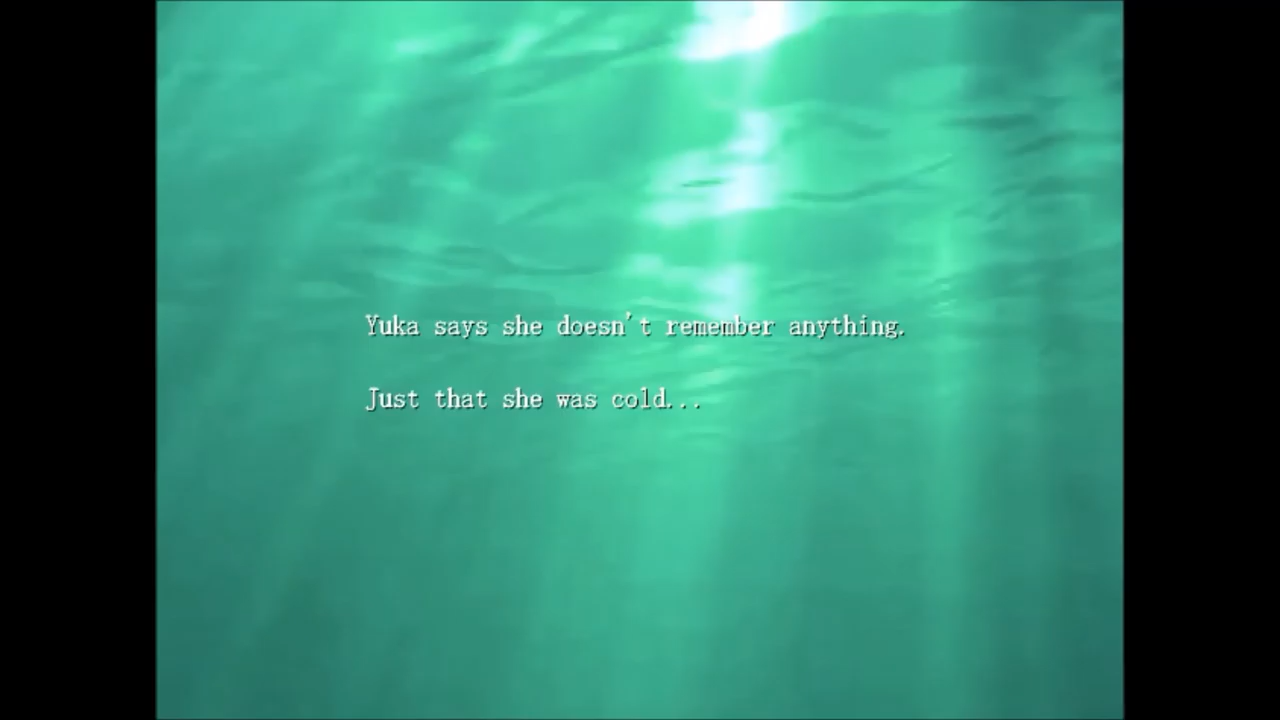 Yuka says she doesn't remember anything.
Just that she was cold...